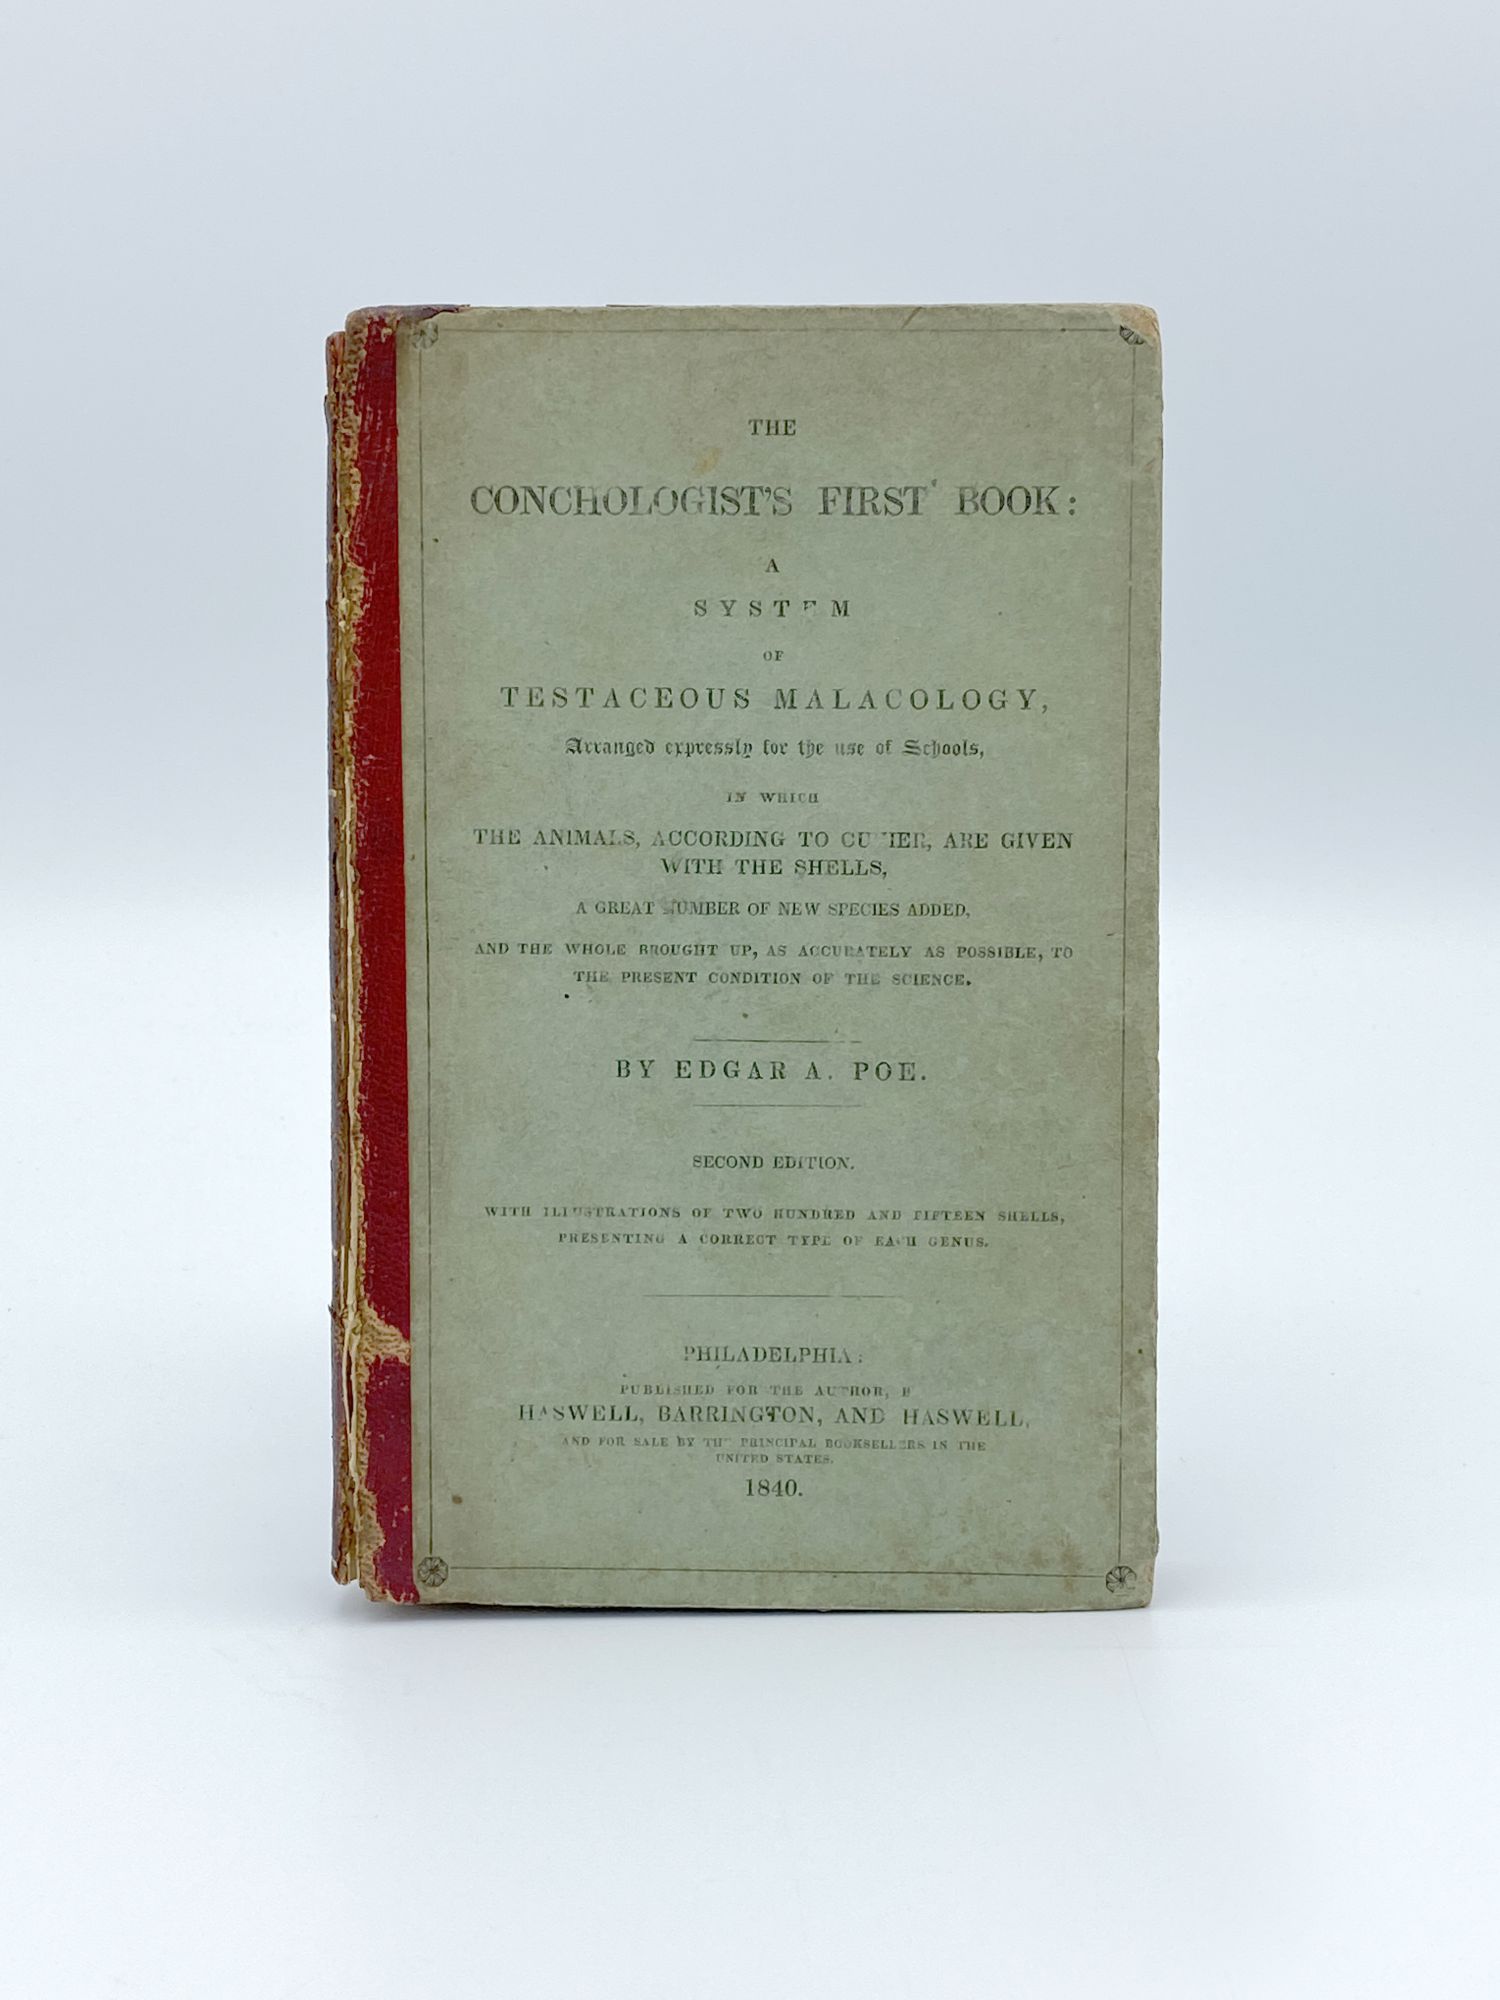 THE
CONCHOLOGIST'S FIRST BOOK:
A
SYSTEM
OF
TESTACEOUS MALACOLOGY,
Arranged expressly for the use of Schools,
IN WHICH
THE ANIMALS, ACCORDING TO CUVIER, ARE GIVEN
WITH THE SHELLS,
A GREAT NUMBER OF NEW SPECIES ADDED,
AND THE WHOLE BROUGHT UP, AS ACCURATELY AS POSSIBLE, TO
THE PRESENT CONDITION OF THE SCIENCE.
BY EDGAR A. POE.
SECOND EDITION.
WITH ILLUSTRATIONS OF TWO HUNDRED AND FIFTEEN SHELLS,
PRESENTING A CORRECT TYPE OF EACH GENUS.
PHILADELPHIA:
PUBLISHED FOR THE AUTHOR,
HASWELL, BARRINGTON, AND HASWELL,
AND FOR SALE BY THE PRINCIPAL BOOKSELLERS IN THE
UNITED STATES.
1840.